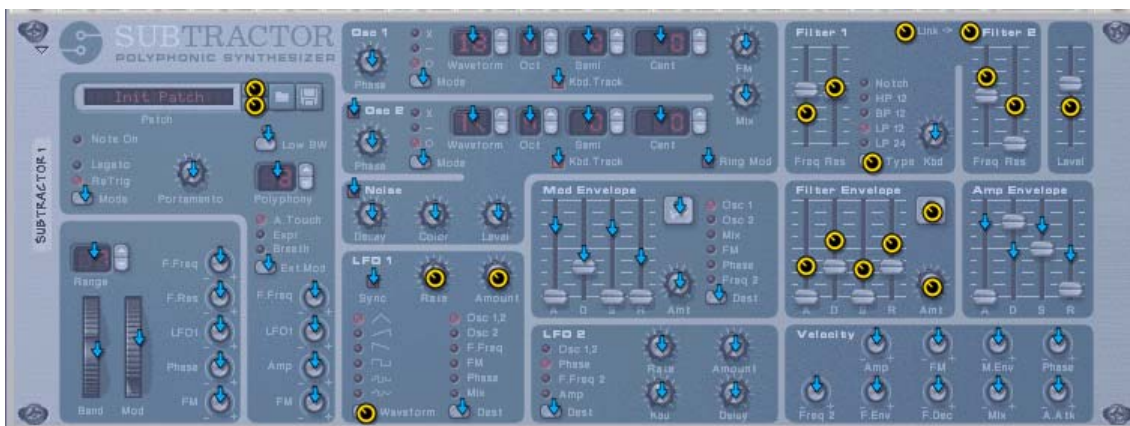 SUBTRACTOR
POLYPHONIC SYNTHESIZER
Init Patch
Patch
Note On
Low BW
Legato
ReTrig
Mode
Portamento
Polyphony
SUBTRACTOR 1
Range
Bend
Mod
F.Freq
F.Res
LFO1
Phase
FM
A.Touch
Expr
Breath
Ext.Mod
F.Freq
LFO1
Amp
FM
Osc 1
Phase
Mode
Waveform Oct Semi Cent
Kbd.Track
FM
Mix
Osc 2
Phase
Mode
Waveform Oct Semi Cent
Kbd.Track
Ring Mod
Noise
Decay Color Level
LFO 1
Sync Rate Amount
Osc 1,2
Osc 2
F.Freq
FM
Phase
Mix
Waveform Dest
Mod Envelope
A D S R Amt
Osc 1
Osc 2
Mix
FM
Phase
Freq 2
Dest
LFO 2
Osc 1,2
Phase
F.Freq 2
Amp
Dest
Rate Amount
Kbd Delay
Filter 1
Link
Freq Res
Notch
HP 12
BP 12
LP 12
LP 24
Type Kbd
Filter 2
Freq Res
Level
Filter Envelope
A D S R Amt
Amp Envelope
A D S R
Velocity
Amp FM M.Env Phase
Freq 2 F.Env F.Dec Mix A.Atk